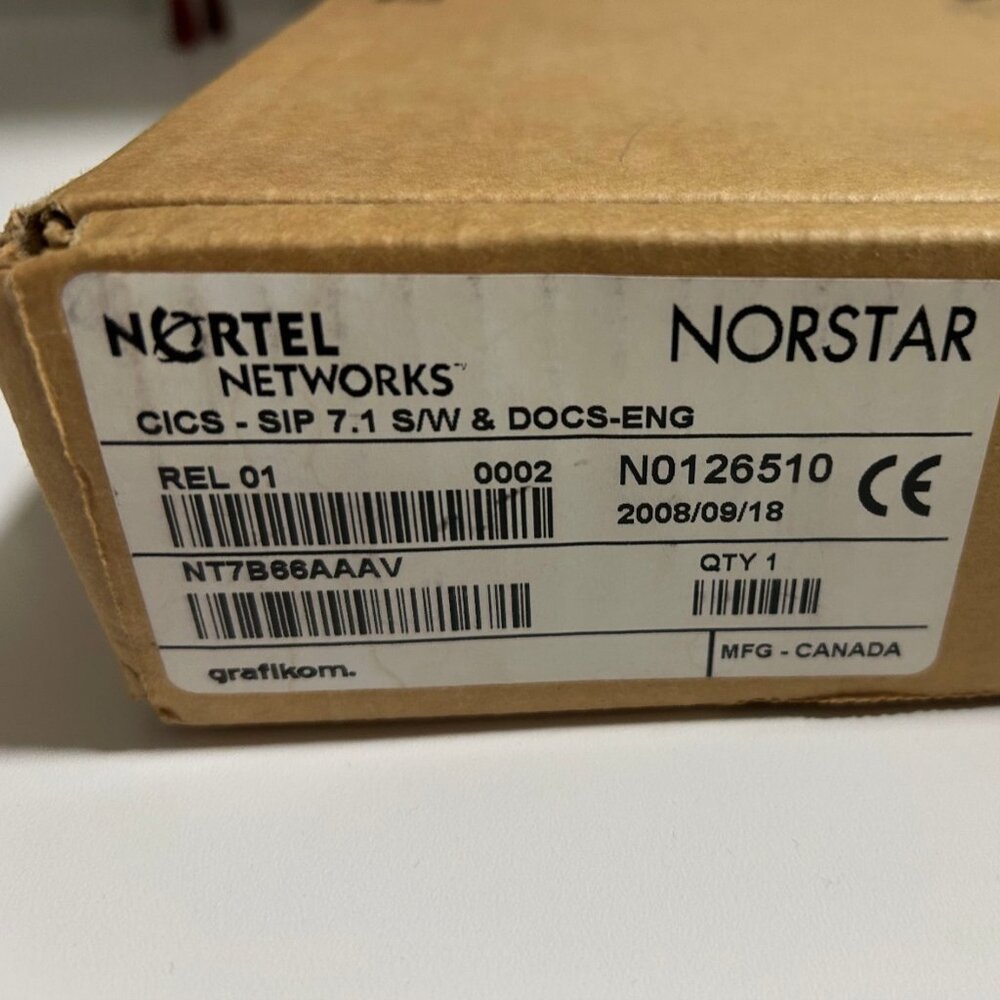 NORTEL
NETWORKS™
NORSTAR
CICS - SIP 7.1 S/W & DOCS-ENG
REL 01 0002 N0126510 CE
2008/09/18
NT7B66AAAV QTY 1
grafikom. MFG - CANADA